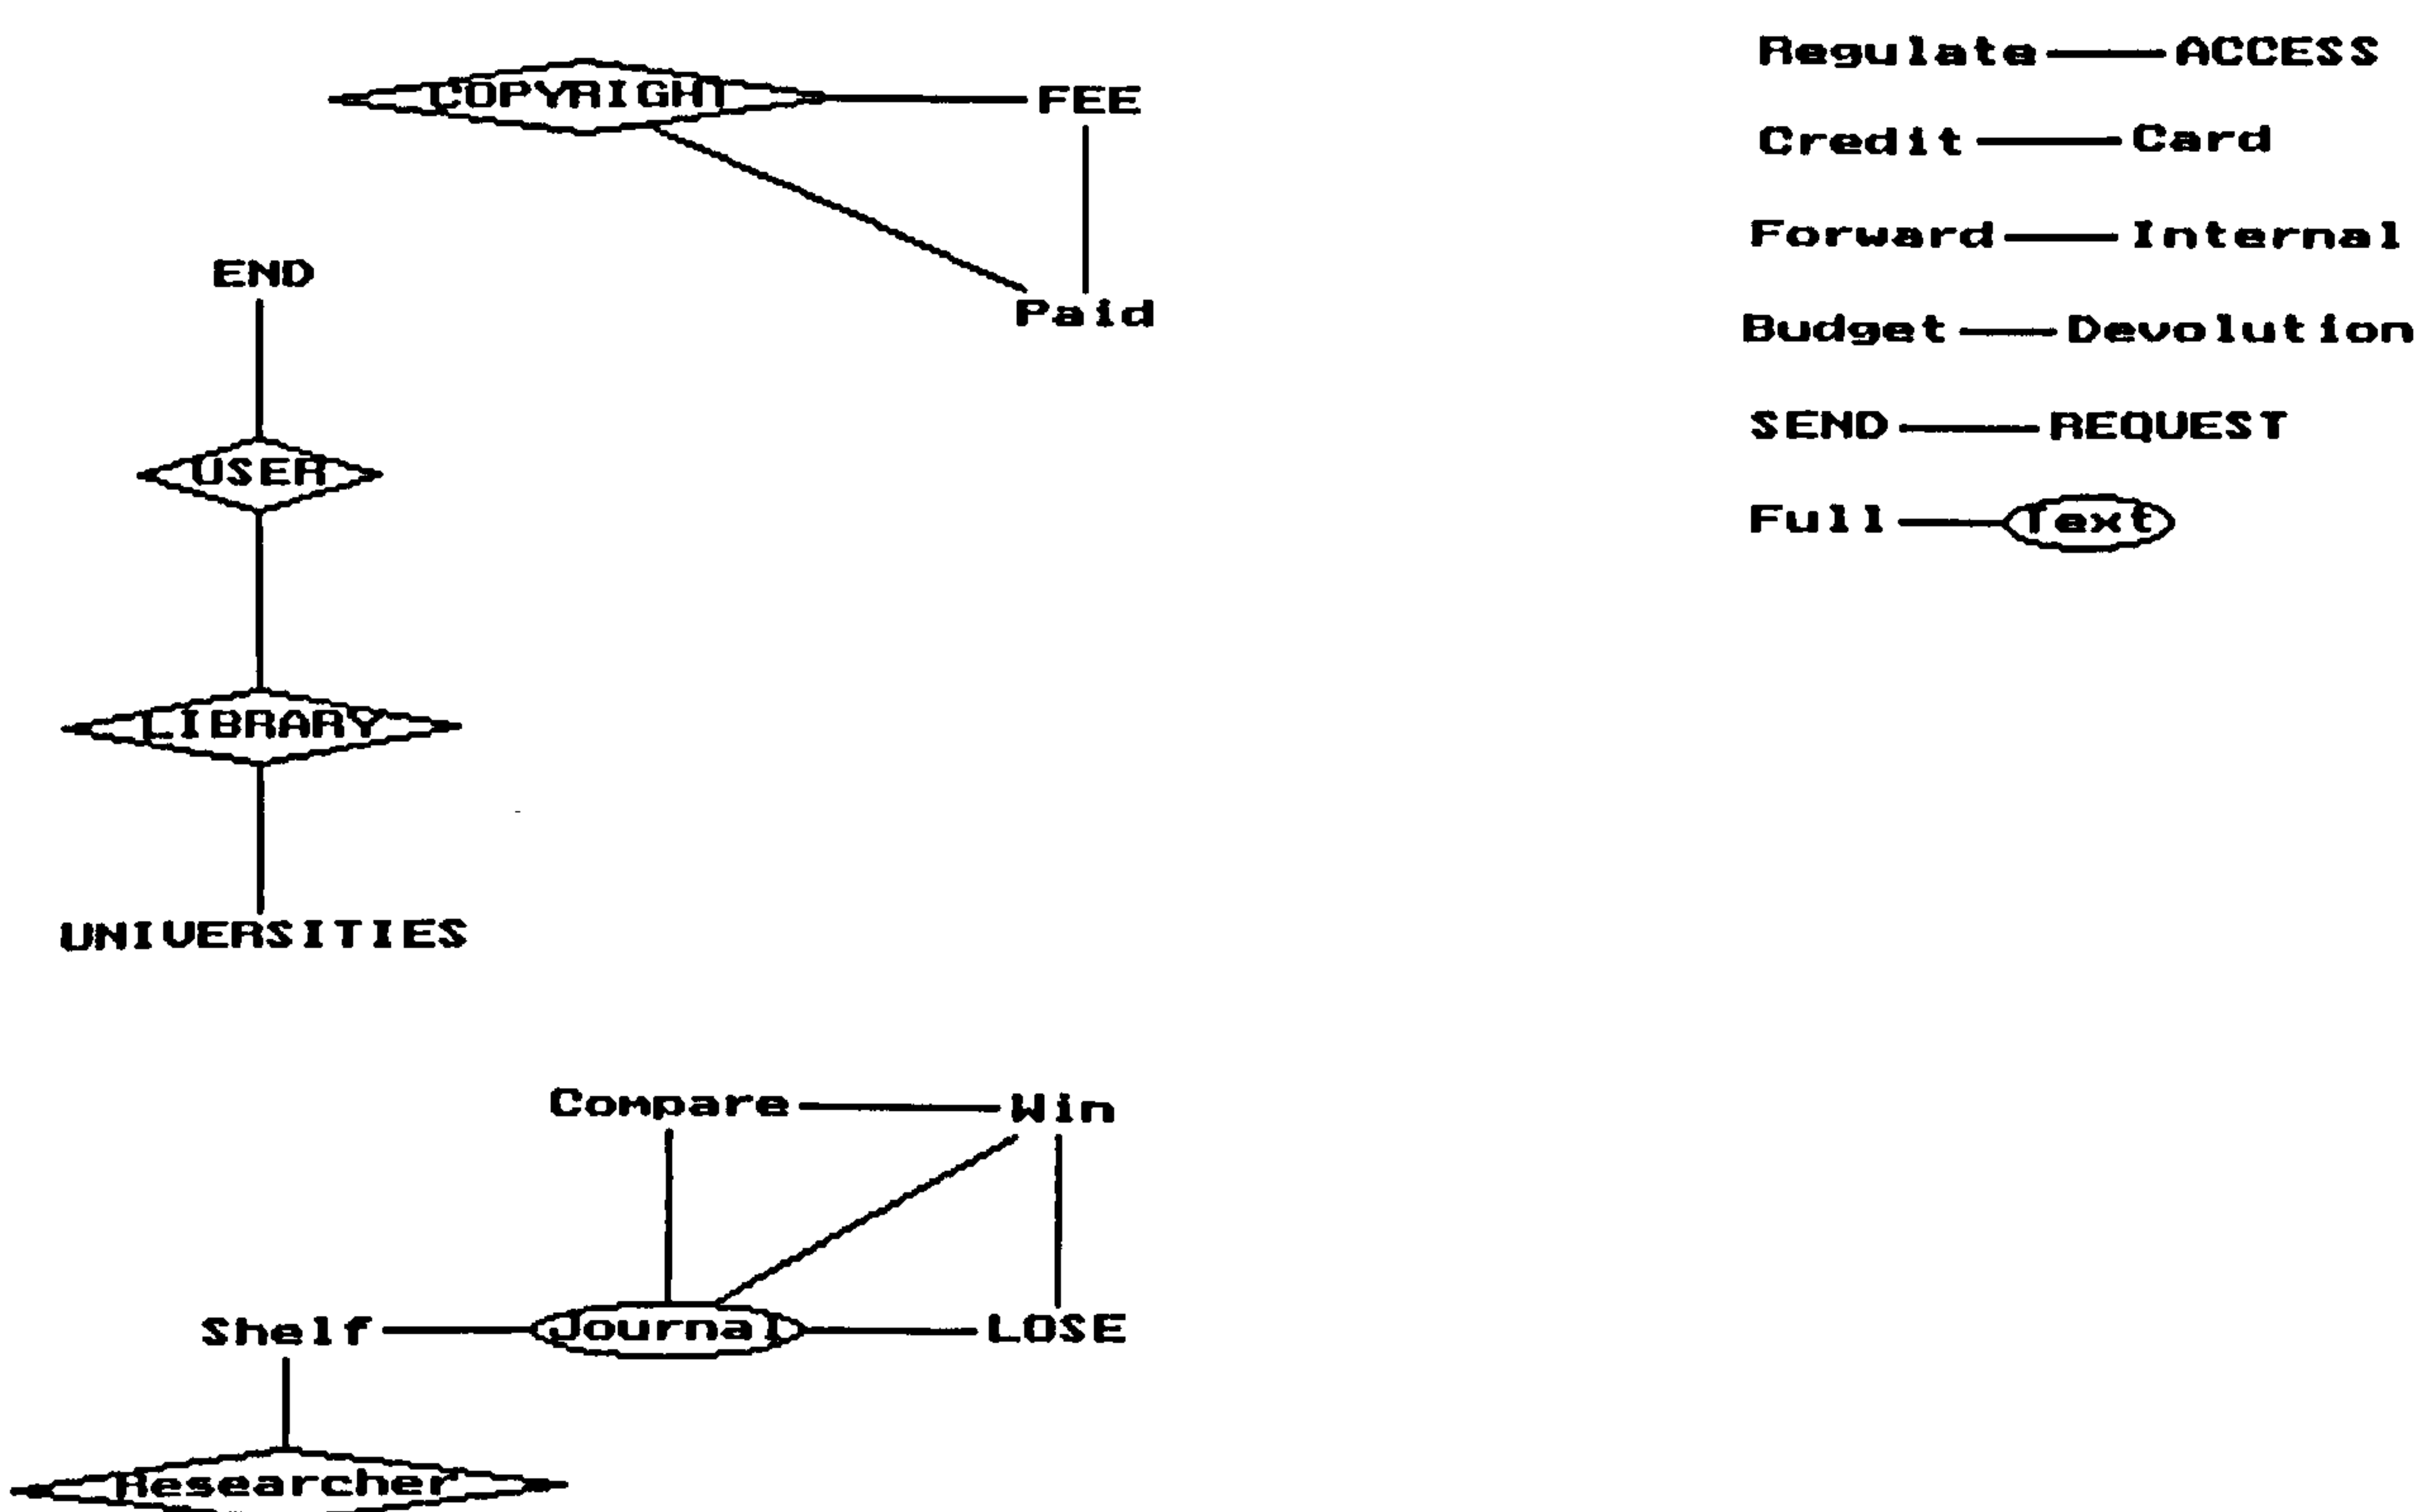 COPYRIGHT FEE
Paid
END
USER
LIBRARY
UNIVERSITIES
Compare Win
Shelf Journal LOSE
Researcher
Regulate ACCESS
Credit Card
Forward Internal
Budget Devolution
SEND REQUEST
Full Text